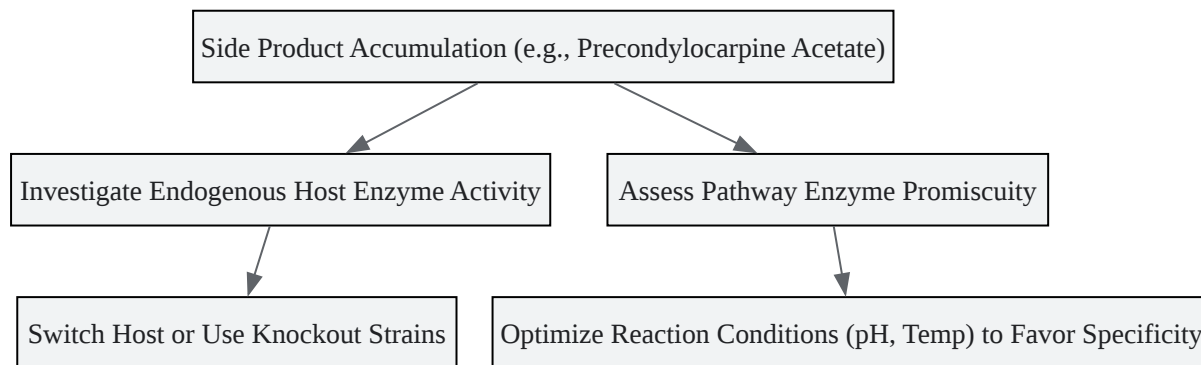 Side Product Accumulation (e.g., Precondylocarpine Acetate)
Investigate Endogenous Host Enzyme Activity
Assess Pathway Enzyme Promiscuity
Switch Host or Use Knockout Strains
Optimize Reaction Conditions (pH, Temp) to Favor Specificity